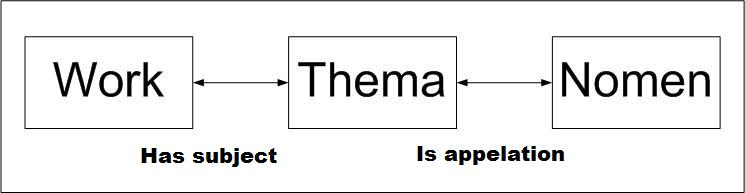 Work Thema Nomen
Has subject Is appelation